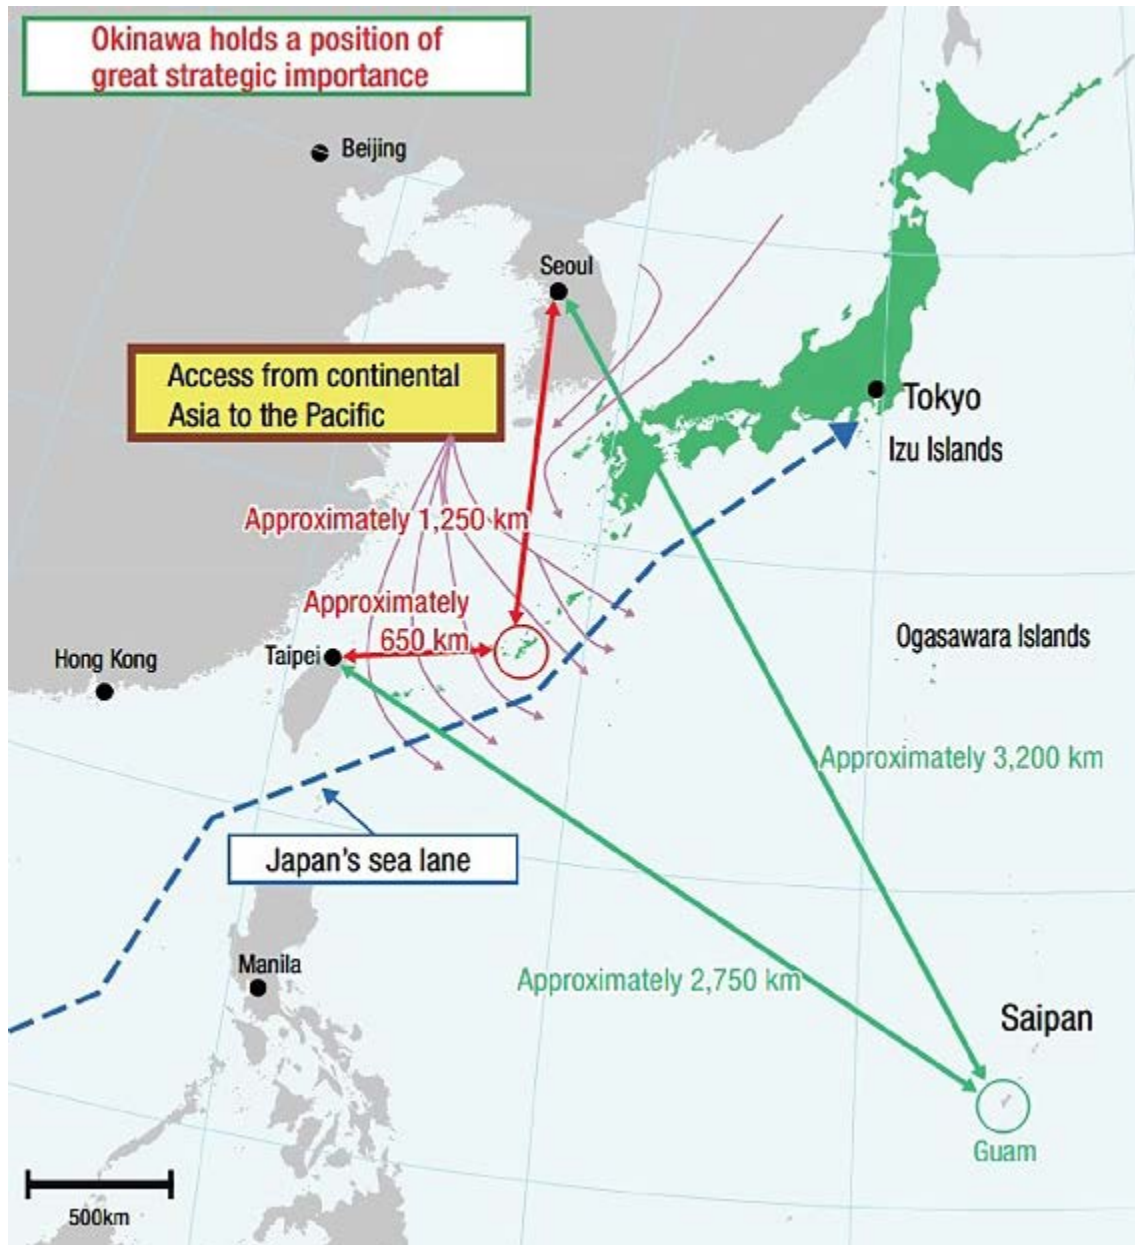 Okinawa holds a position of
great strategic importance
Beijing
Seoul
Access from continental
Asia to the Pacific
Tokyo
Izu Islands
Approximately 1,250 km
Approximately
650 km
Ogasawara Islands
Hong Kong
Taipei
Approximately 3,200 km
Japan's sea lane
Manila
Approximately 2,750 km
Saipan
Guam
500km